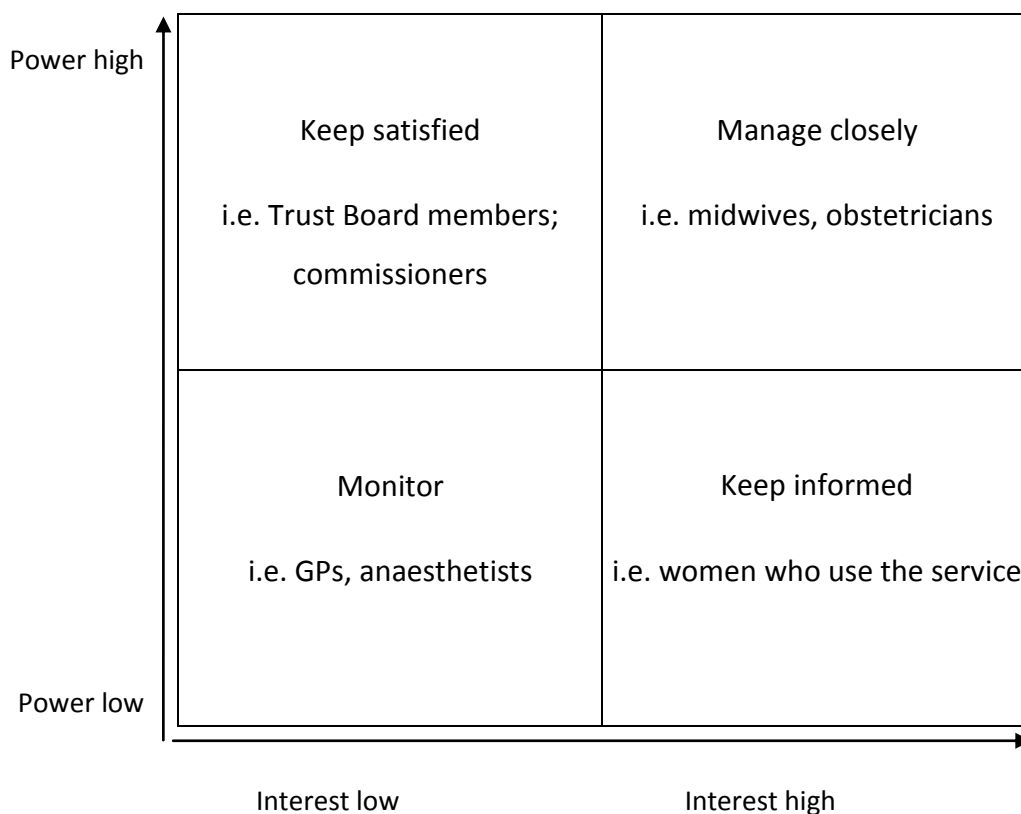 Power high
Keep satisfied
i.e. Trust Board members;
commissioners
Manage closely
i.e. midwives, obstetricians
Monitor
i.e. GPs, anaesthetists
Keep informed
i.e. women who use the service
Power low
Interest low
Interest high